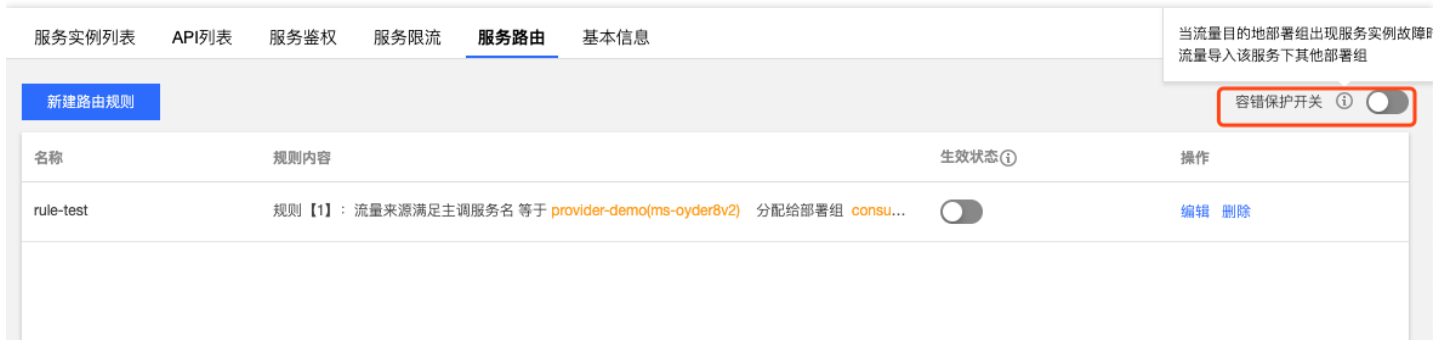 服务实例列表 API列表 服务鉴权 服务限流 服务路由 基本信息
当流量目的地部署组出现服务实例故障
流量导入该服务下其他部署组
新建路由规则
容错保护开关
名称 规则内容 生效状态 操作
rule-test 规则【1】: 流量来源满足主调服务名 等于 provider-demo(ms-oyder8v2) 分配给部署组 consu... 编辑 删除